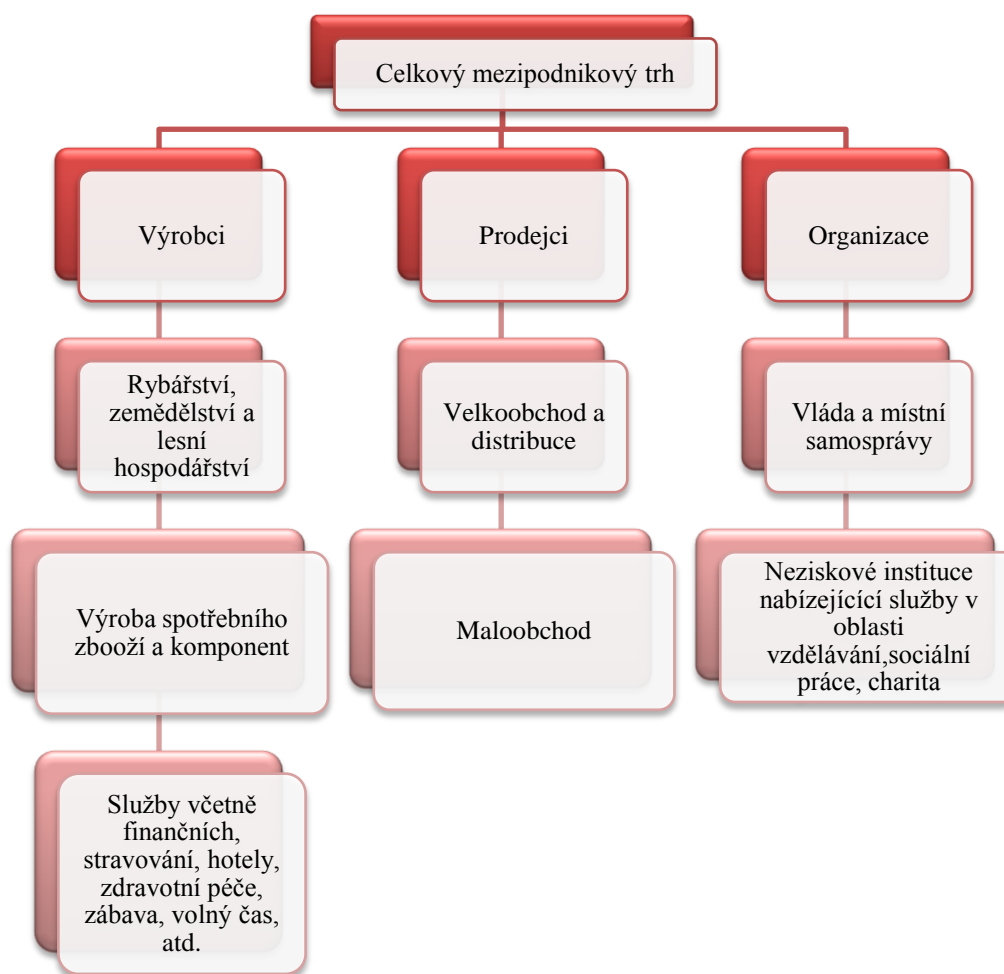 Celkový mezipodnikový trh
Výrobci
Prodejci
Organizace
Rybářství,
zemědělství a
lesní
hospodářství
Velkoobchod a
distribuce
Vláda a místní
samosprávy
Výroba spotřebního
zbooží a komponent
Maloobchod
Neziskové instituce
nabízejícící služby v
oblasti
vzdělávání,sociální
práce, charita
Služby včetně
finančních,
stravování, hotely,
zdravotní péče,
zábava, volný čas,
atd.